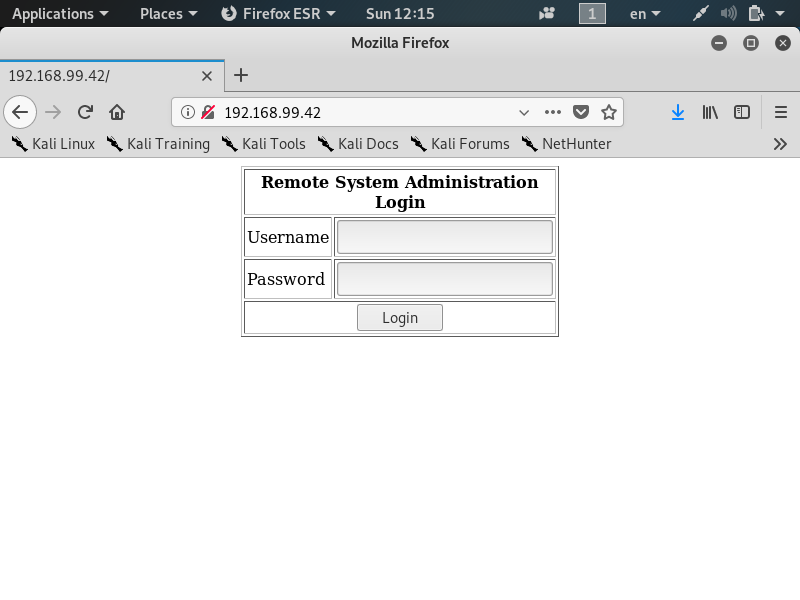 Applications Places Firefox ESR Sun 12:15 1 en
Mozilla Firefox
192.168.99.42/
192.168.99.42
Kali Linux Kali Training Kali Tools Kali Docs Kali Forums NetHunter
Remote System Administration
Login
Username
Password
Login